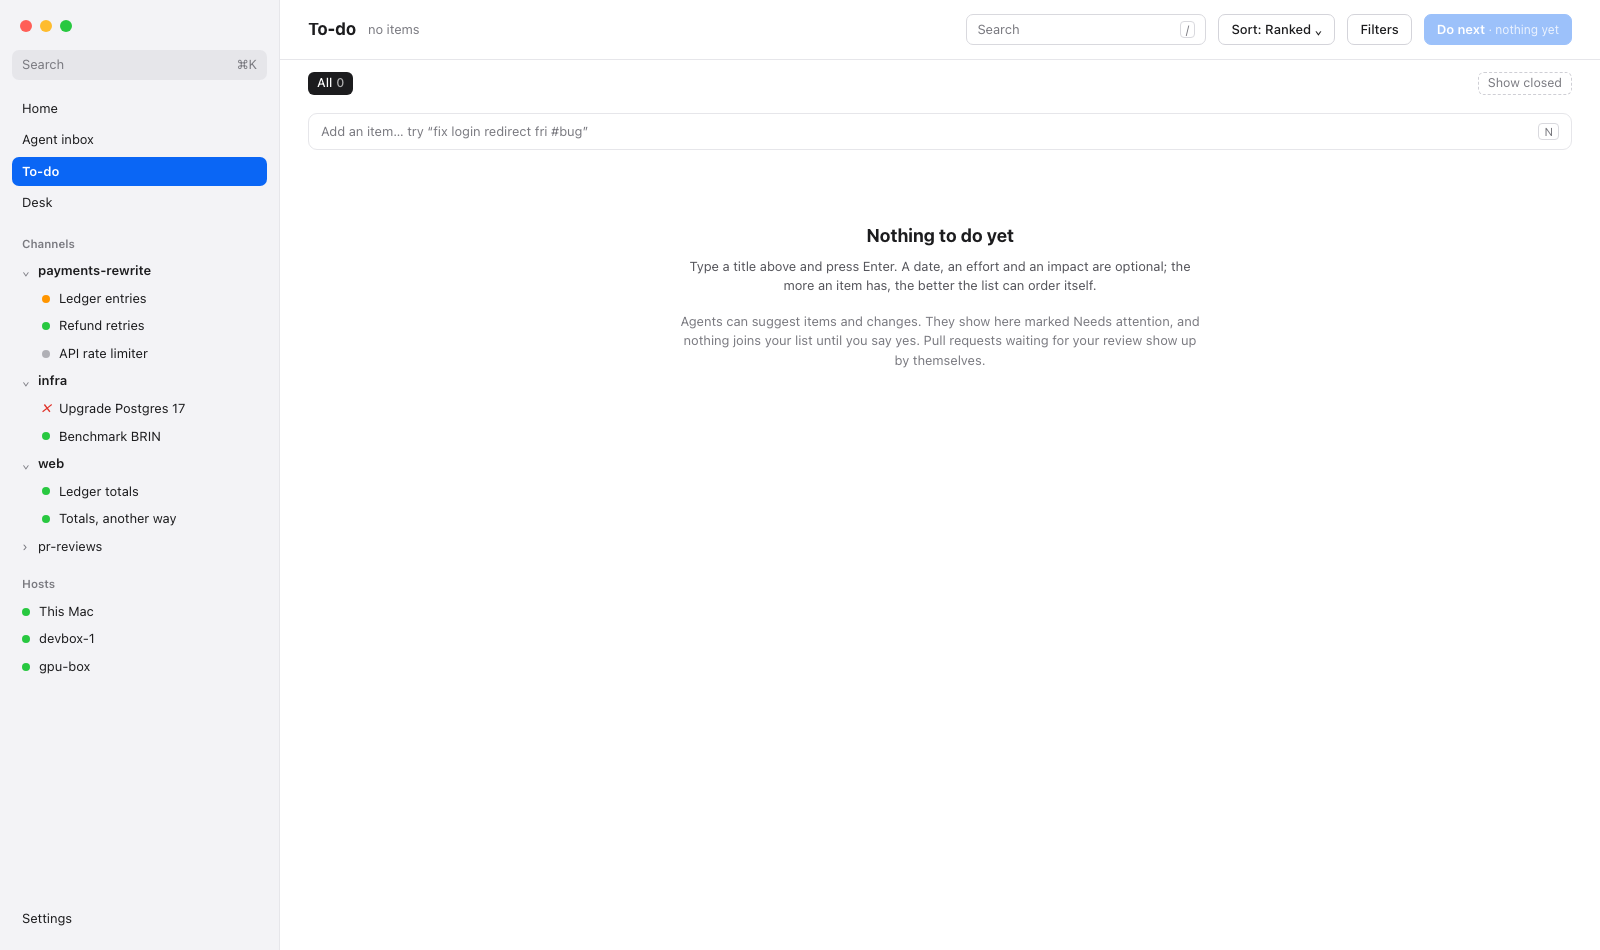 Search ⌘K
Home
Agent inbox
To-do
Desk
Channels
payments-rewrite
Ledger entries
Refund retries
API rate limiter
infra
Upgrade Postgres 17
Benchmark BRIN
web
Ledger totals
Totals, another way
pr-reviews
Hosts
This Mac
devbox-1
gpu-box
Settings
To-do no items
Search /
Sort: Ranked
Filters
Do next · nothing yet
All 0
Show closed
Add an item… try “fix login redirect fri #bug” N
Nothing to do yet
Type a title above and press Enter. A date, an effort and an impact are optional; the
more an item has, the better the list can order itself.
Agents can suggest items and changes. They show here marked Needs attention, and
nothing joins your list until you say yes. Pull requests waiting for your review show up
by themselves.